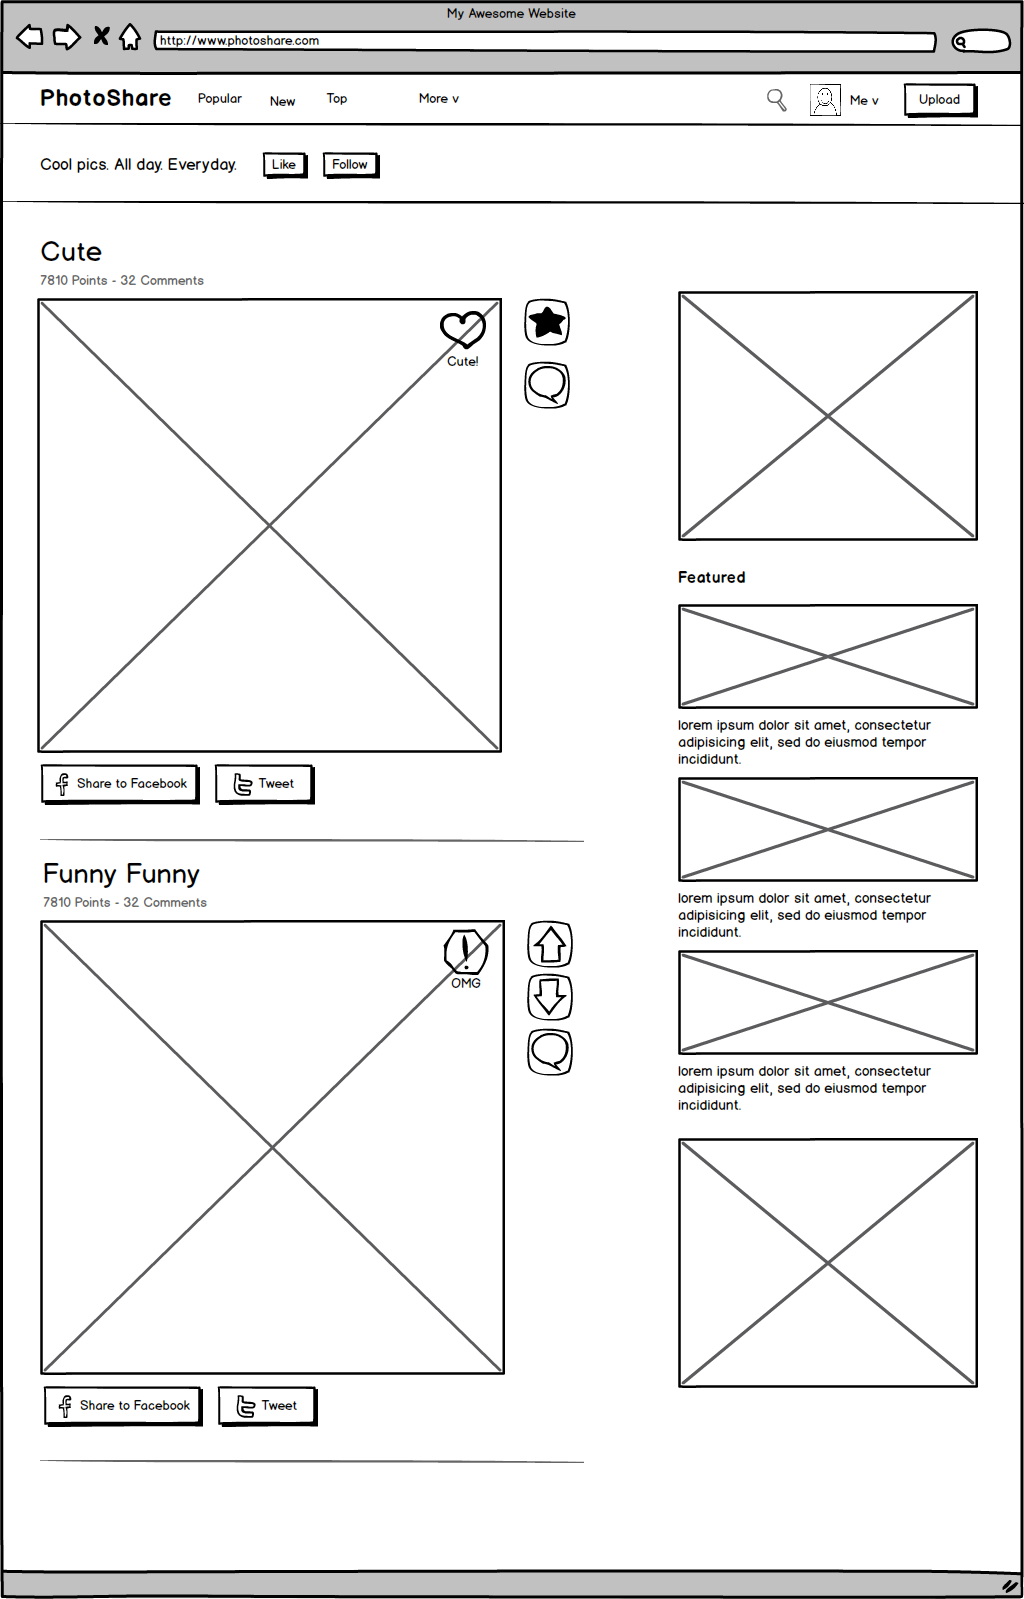 My Awesome Website
http://www.photoshare.com
PhotoShare Popular New Top More v Me v Upload
Cool pics. All day. Everyday. Like Follow
Cute
7810 Points - 32 Comments
Cute!
Share to Facebook Tweet
Funny Funny
7810 Points - 32 Comments
OMG
Share to Facebook Tweet
Featured
lorem ipsum dolor sit amet, consectetur
adipisicing elit, sed do eiusmod tempor
incididunt.
lorem ipsum dolor sit amet, consectetur
adipisicing elit, sed do eiusmod tempor
incididunt.
lorem ipsum dolor sit amet, consectetur
adipisicing elit, sed do eiusmod tempor
incididunt.